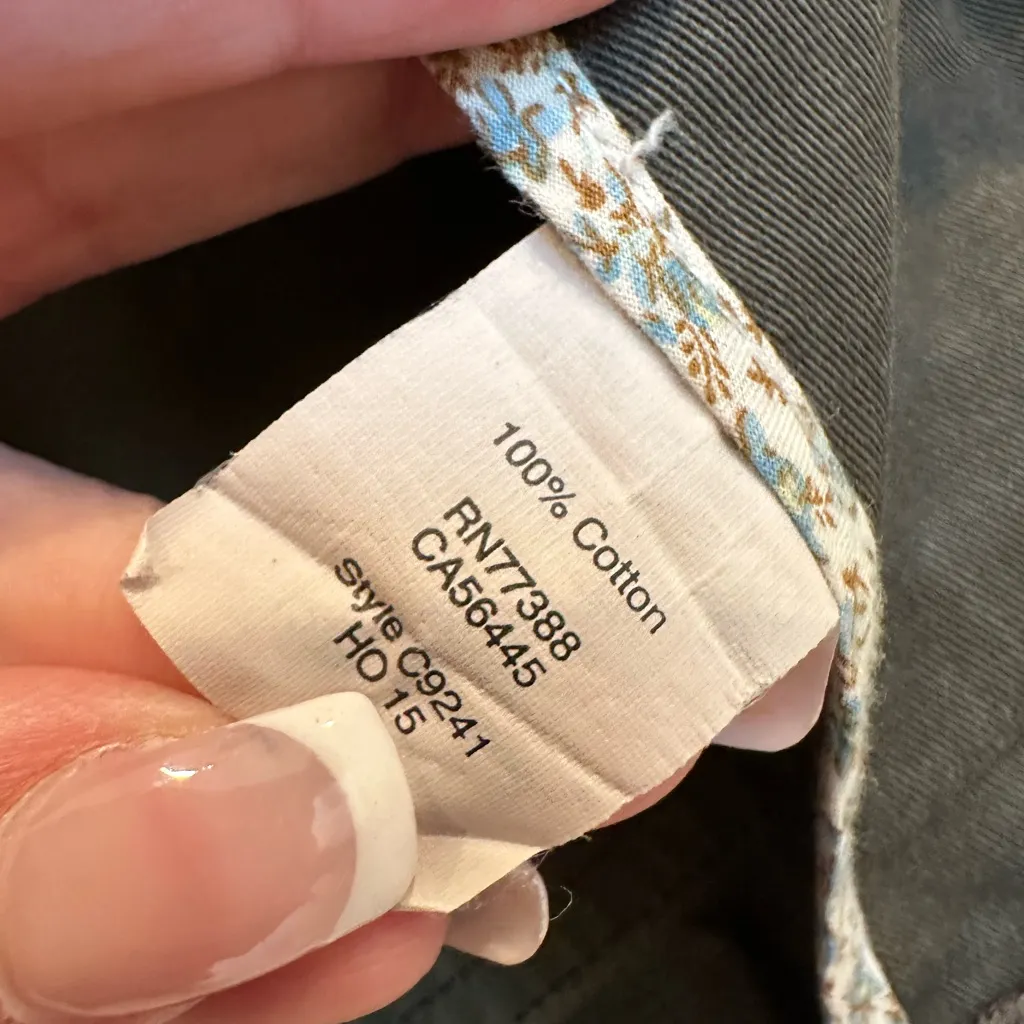 100% Cotton
RN77388
CA56445
style C9241
HO 15